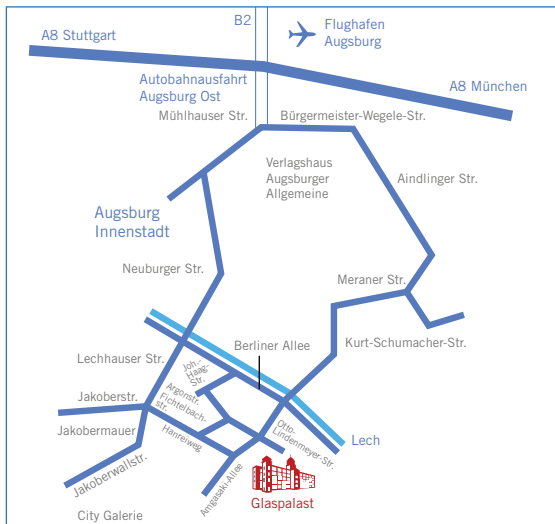 B2
Flughafen
Augsburg
A8 Stuttgart
Autobahnausfahrt
Augsburg Ost
A8 München
Mühlhauser Str.
Bürgermeister-Wegele-Str.
Verlagshaus
Augsburger
Allgemeine
Aindlinger Str.
Augsburg
Innenstadt
Neuburger Str.
Meraner Str.
Berliner Allee
Kurt-Schumacher-Str.
Lechhauser Str.
Joh.-
Haag-
Str.
Jakoberstr.
Argonstr.
Fichtelbach-
str.
Jakobermauer
Hanreiweg
Otto-
Lindenmeyer-Str.
Lech
Jakoberwallstr.
Amgasaki-Allee
Glaspalast
City Galerie